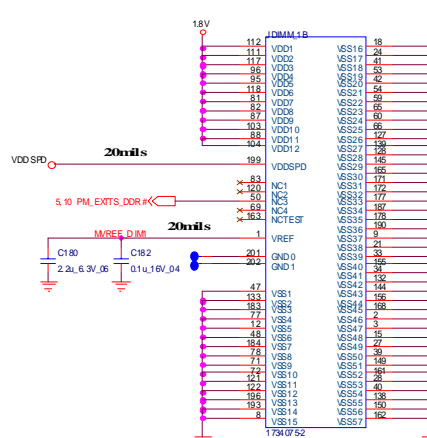 1.8V
JDIMM_1B
112 VDD1 VSS16 18
111 VDD2 VSS17 24
117 VDD3 VSS18 41
96 VDD4 VSS19 53
95 VDD5 VSS20 42
118 VDD6 VSS21 54
81 VDD7 VSS22 59
82 VDD8 VSS23 65
87 VDD9 VSS24 60
103 VDD10 VSS25 66
88 VDD11 VSS26 127
104 VDD12 VSS27 139
VSS28 128
VDDSPD 20mils 199 VDDSPD VSS29 145
VSS30 165
83 NC1 VSS31 171
120 NC2 VSS32 172
5,10 PM_EXITS_DDR# 50 NC3 VSS33 177
69 NC4 VSS34 187
163 NCTEST VSS35 178
20mils VSS36 190
MVREF_DIM1 1 VREF VSS37 9
VSS38 21
C180 C182 201 GND0 VSS39 33
202 GND1 VSS40 155
2.2u_6.3V_06 0.1u_16V_04 VSS41 34
VSS42 132
47 VSS1 VSS43 144
133 VSS2 VSS44 156
183 VSS3 VSS45 168
77 VSS4 VSS46 2
12 VSS5 VSS47 3
48 VSS6 VSS48 15
184 VSS7 VSS49 27
78 VSS8 VSS50 39
71 VSS9 VSS51 149
72 VSS10 VSS52 161
121 VSS11 VSS53 28
122 VSS12 VSS54 40
196 VSS13 VSS55 138
193 VSS14 VSS56 150
8 VSS15 VSS57 162
1734075-2